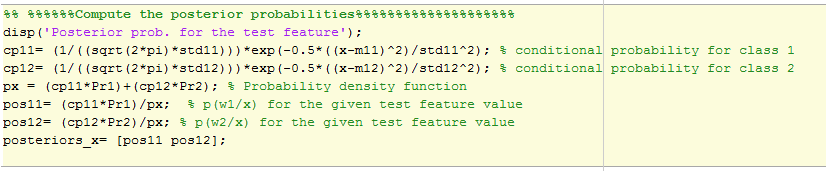 %% %%%%%%Compute the posterior probabilities%%%%%%%%%%%%%%%%%%%%
disp('Posterior prob. for the test feature');
cp11= (1/((sqrt(2*pi)*std11)))*exp(-0.5*((x-m11)^2)/std11^2); % conditional probability for class 1
cp12= (1/((sqrt(2*pi)*std12)))*exp(-0.5*((x-m12)^2)/std12^2); % conditional probability for class 2
px = (cp11*Pr1)+(cp12*Pr2); % Probability density function
pos11= (cp11*Pr1)/px;  % p(w1/x) for the given test feature value
pos12= (cp12*Pr2)/px; % p(w2/x) for the given test feature value
posteriors_x= [pos11 pos12];